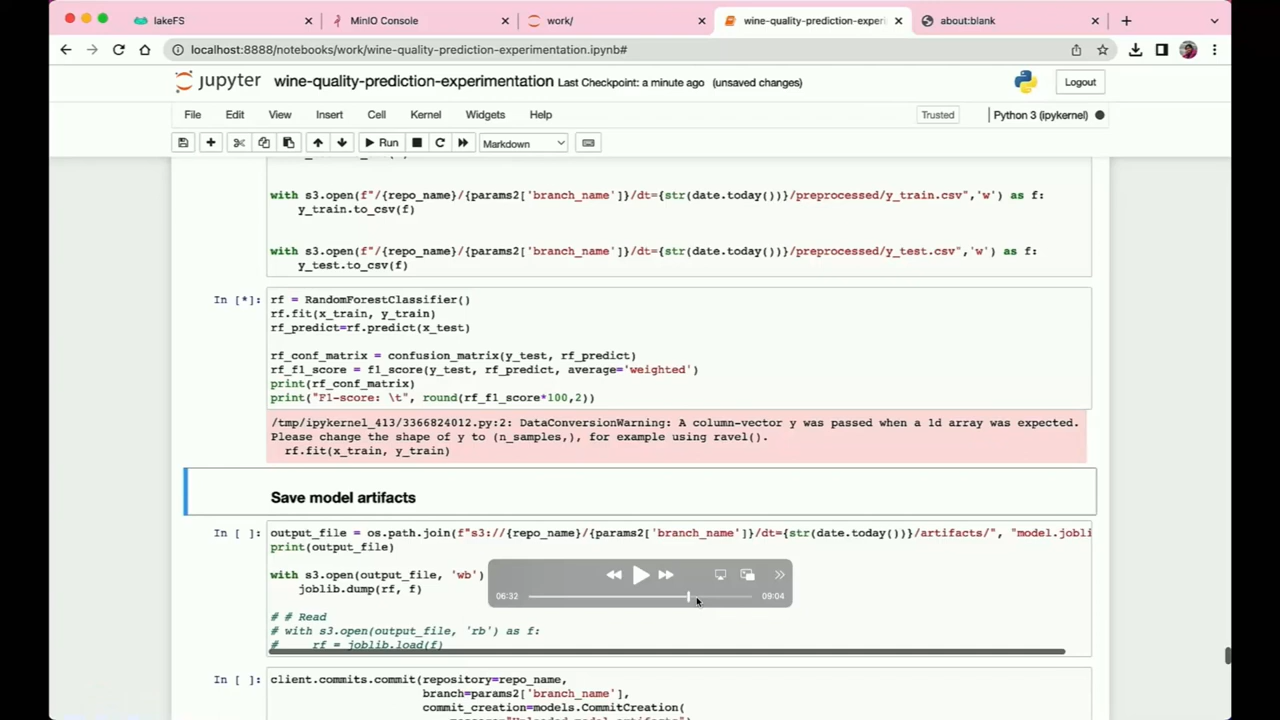 lakeFS
MinIO Console
work/
wine-quality-prediction-experi
about:blank
localhost:8888/notebooks/work/wine-quality-prediction-experimentation.ipynb#
jupyter wine-quality-prediction-experimentation Last Checkpoint: a minute ago (unsaved changes)
Logout
File Edit View Insert Cell Kernel Widgets Help
Trusted
Python 3 (ipykernel)
Run
Markdown
with s3.open(f"/{repo_name}/{params2['branch_name']}/dt={str(date.today())}/preprocessed/y_train.csv",'w') as f:
y_train.to_csv(f)
with s3.open(f"/{repo_name}/{params2['branch_name']}/dt={str(date.today())}/preprocessed/y_test.csv",'w') as f:
y_test.to_csv(f)
In [*]: rf = RandomForestClassifier()
rf.fit(x_train, y_train)
rf_predict=rf.predict(x_test)
rf_conf_matrix = confusion_matrix(y_test, rf_predict)
rf_f1_score = f1_score(y_test, rf_predict, average='weighted')
print(rf_conf_matrix)
print("F1-score: \t", round(rf_f1_score*100,2))
/tmp/ipykernel_413/3366824012.py:2: DataConversionWarning: A column-vector y was passed when a 1d array was expected.
Please change the shape of y to (n_samples,), for example using ravel().
rf.fit(x_train, y_train)
Save model artifacts
In [ ]: output_file = os.path.join(f"s3://{repo_name}/{params2['branch_name']}/dt={str(date.today())}/artifacts/", "model.jobli
print(output_file)
with s3.open(output_file, 'wb')
joblib.dump(rf, f)
06:32
09:04
# # Read
# with s3.open(output_file, 'rb') as f:
# rf = joblib.load(f)
In [ ]: client.commits.commit(repository=repo_name,
branch=params2['branch_name'],
commit_creation=models.CommitCreation(